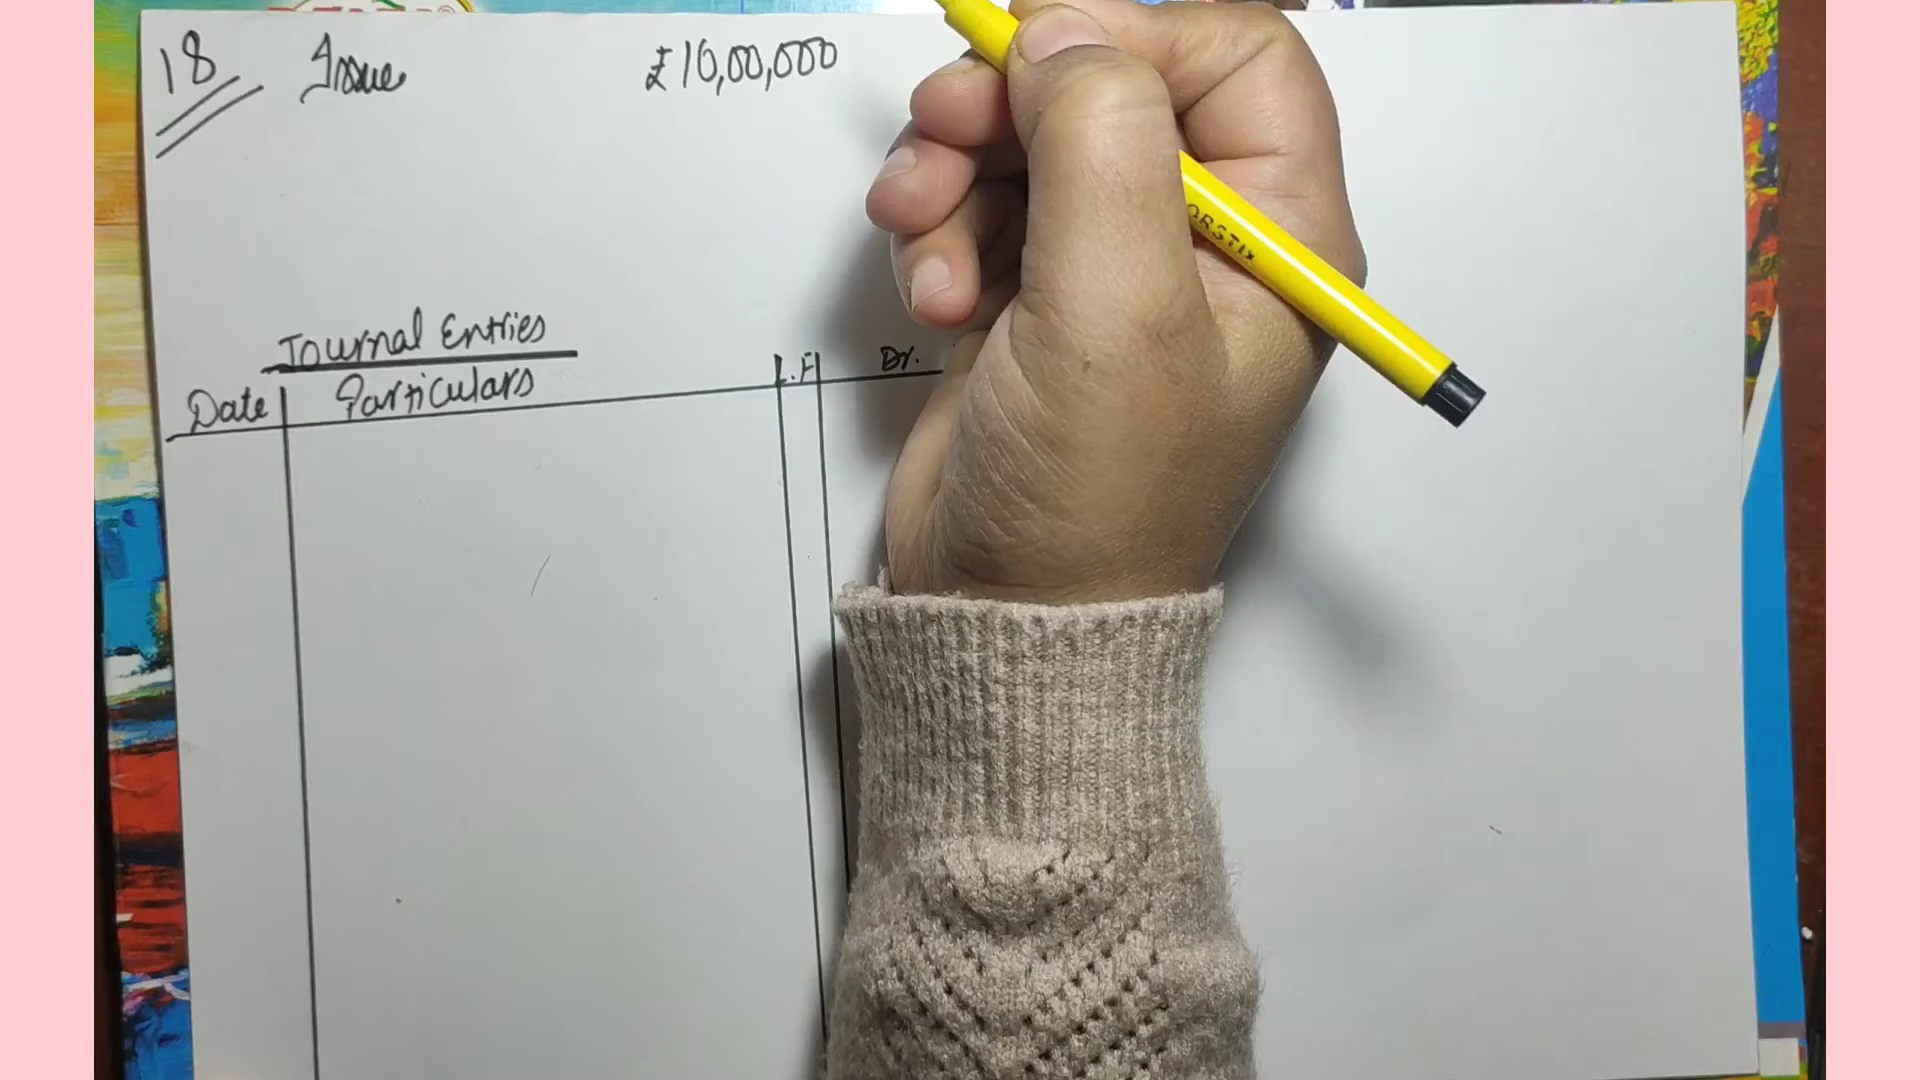 18 Issue ₹10,00,000
Journal Entries
Date Particulars L.F Dr.
ORSTIX